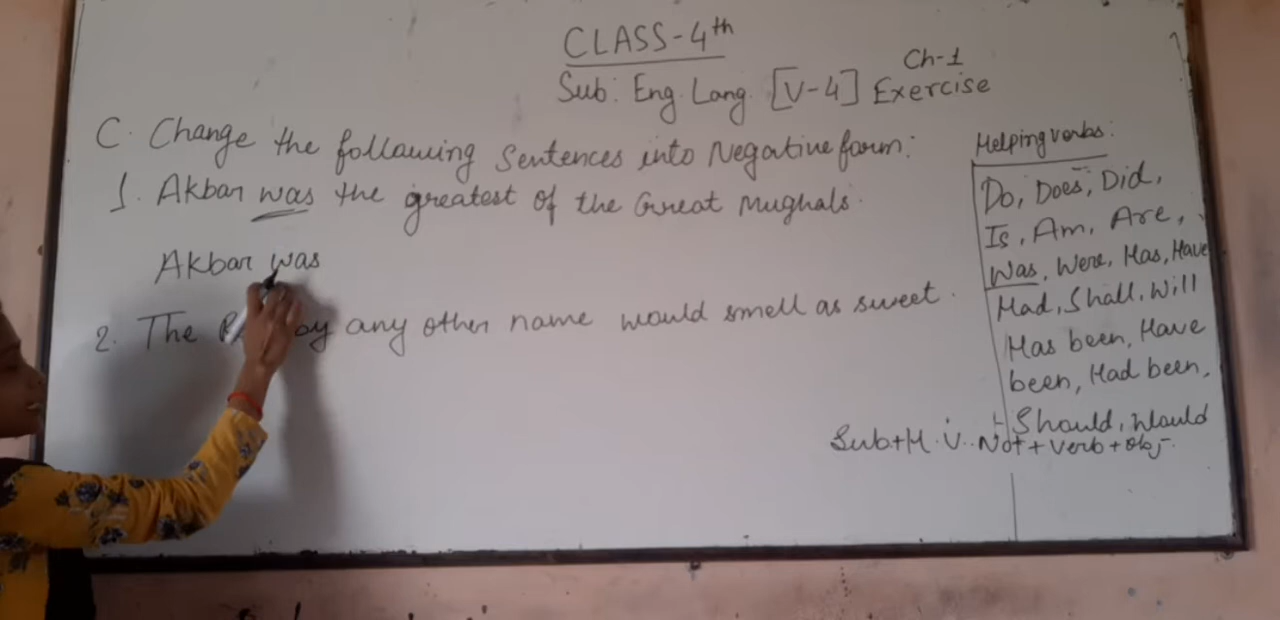 CLASS-4th
Sub: Eng. Lang. [V-4] Exercise
Ch-1
C. Change the following Sentences into Negative form:
1. Akbar was the greatest of the Great Mughals.
Akbar was
2. The by any other name would smell as sweet.
Helping verbs:
Do, Does, Did,
Is, Am, Are,
Was, Were, Has, Have
Had, Shall, Will
Has been, Have
been, Had been,
Should, Would
Sub+H.V.. Not + Verb + Obj.